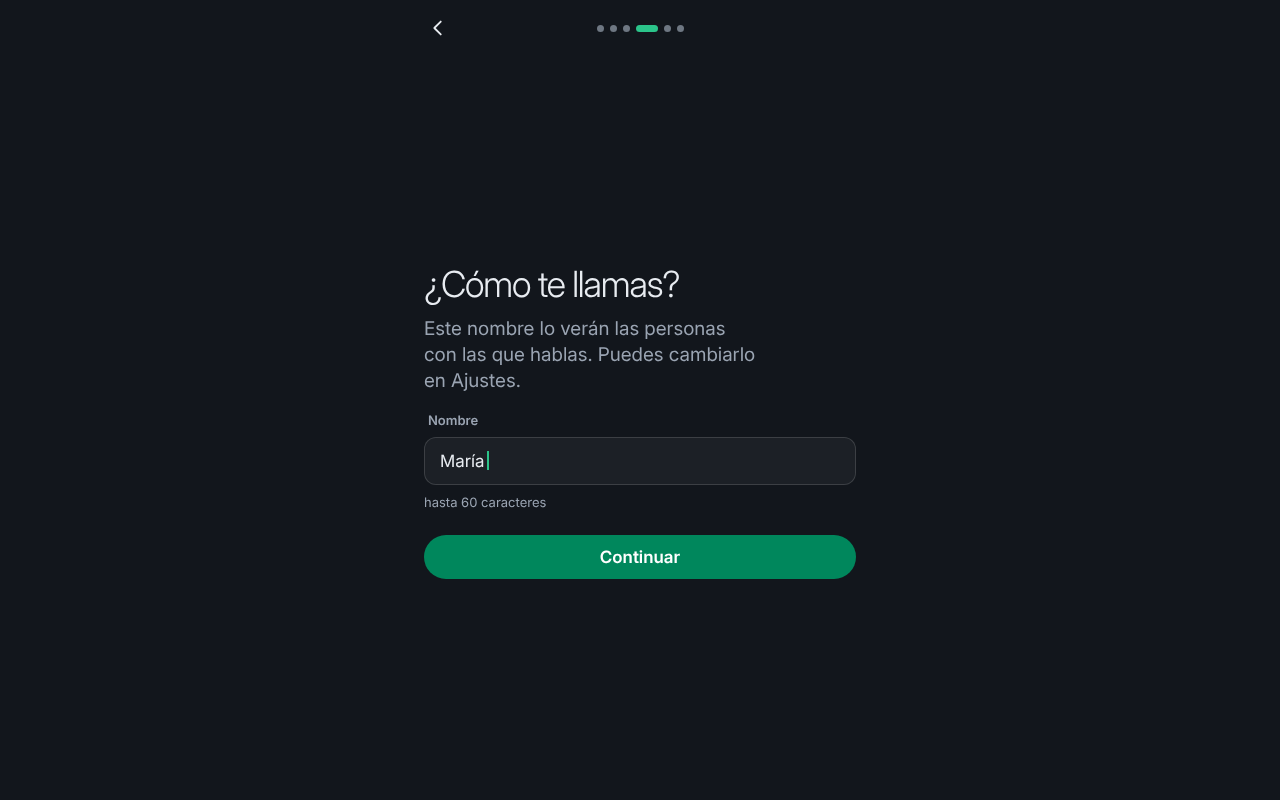 ¿Cómo te llamas?
Este nombre lo verán las personas
con las que hablas. Puedes cambiarlo
en Ajustes.
Nombre
María
hasta 60 caracteres
Continuar